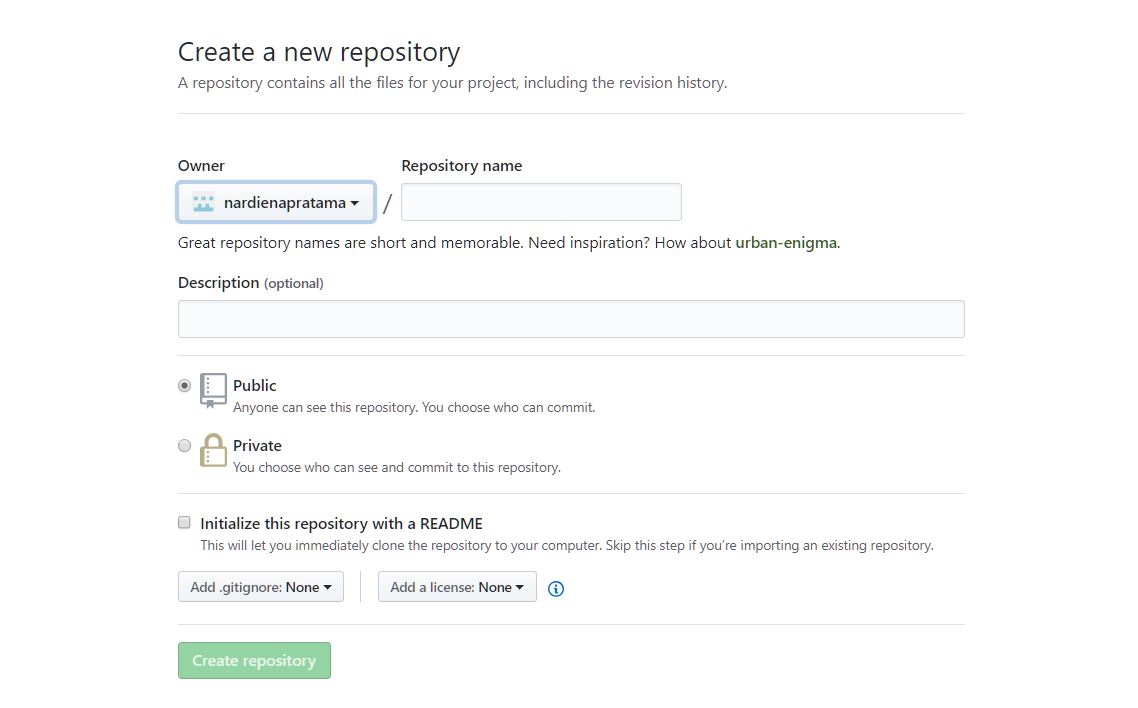 Create a new repository
A repository contains all the files for your project, including the revision history.
Owner
Repository name
nardienapratama
/
Great repository names are short and memorable. Need inspiration? How about urban-enigma.
Description (optional)
Public
Anyone can see this repository. You choose who can commit.
Private
You choose who can see and commit to this repository.
Initialize this repository with a README
This will let you immediately clone the repository to your computer. Skip this step if you’re importing an existing repository.
Add .gitignore: None
Add a license: None
Create repository